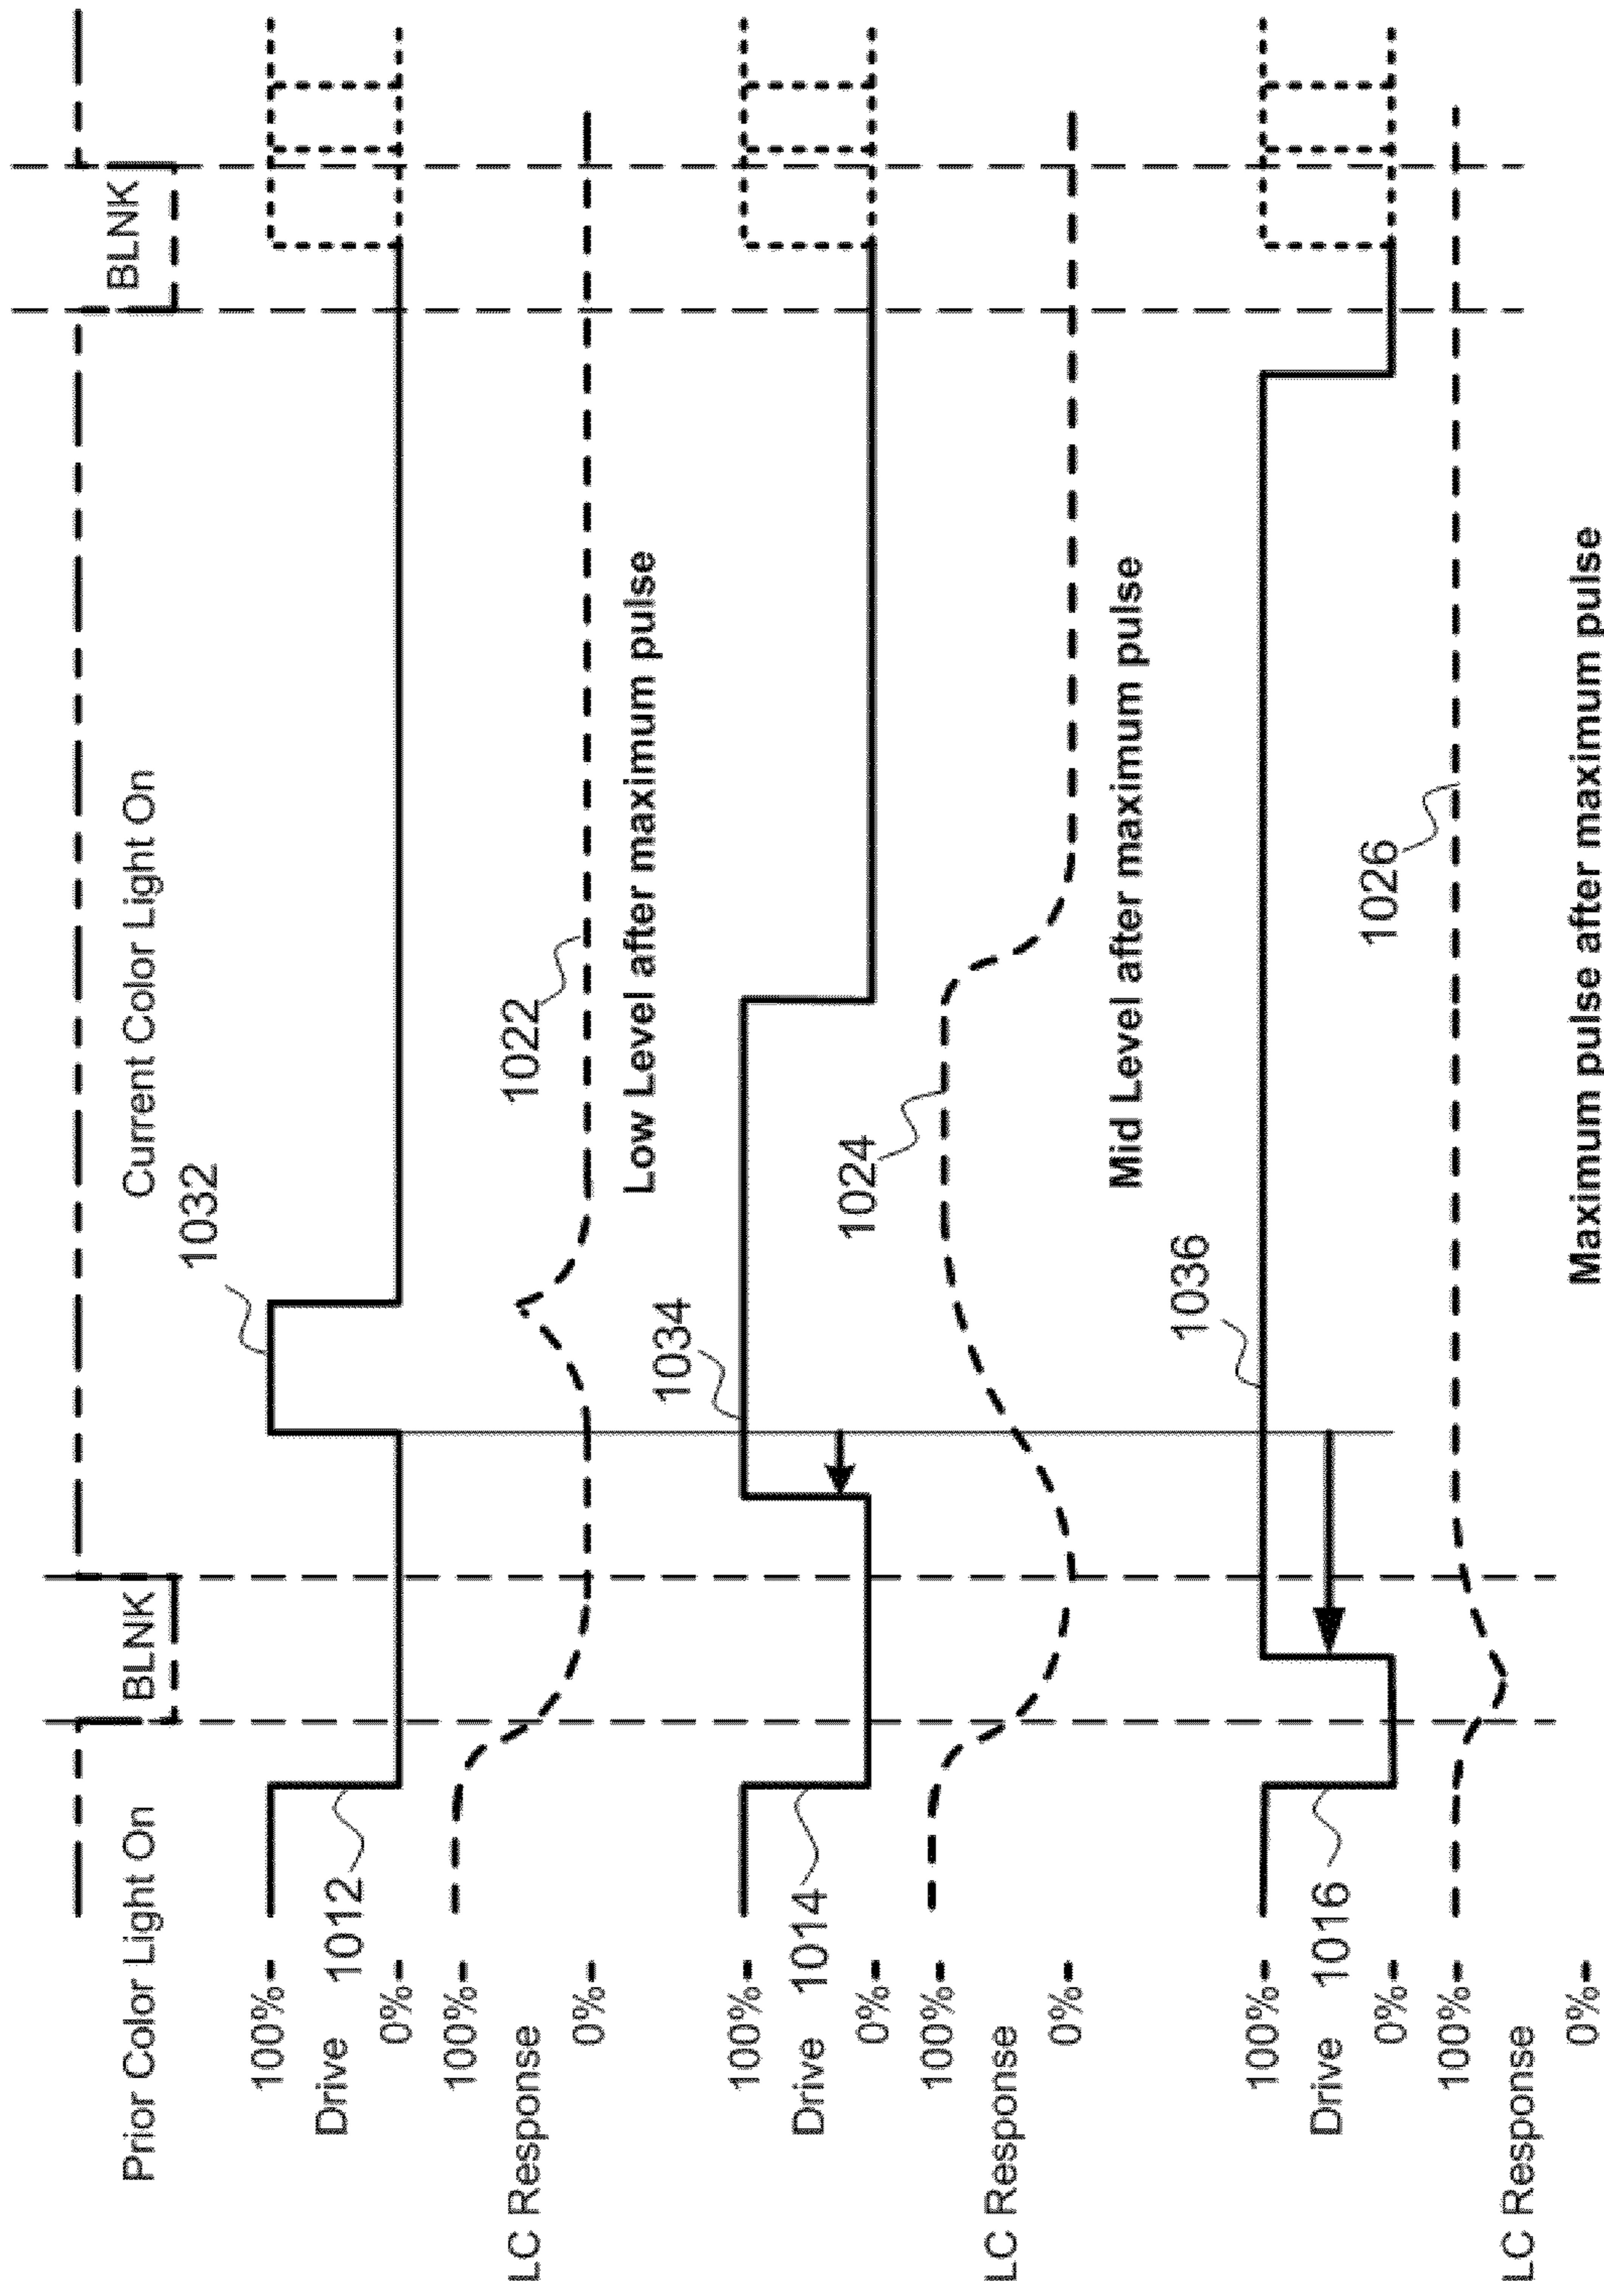 Prior Color Light On
BLNK
Current Color Light On
BLNK
1032
100%
Drive 1012
0%
100%
LC Response
0%
1022
Low Level after maximum pulse
1034
100%
Drive 1014
0%
100%
LC Response
0%
1024
Mid Level after maximum pulse
1036
100%
Drive 1016
0%
1026
100%
LC Response
0%
Maximum pulse after maximum pulse